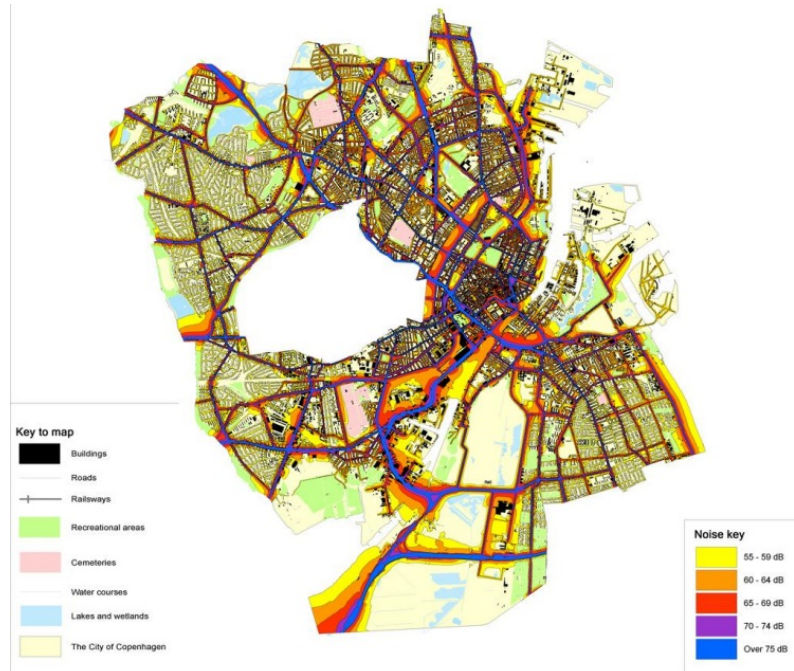 Key to map
Buildings
Roads
Railways
Recreational areas
Cemeteries
Water courses
Lakes and wetlands
The City of Copenhagen
Noise key
55 - 59 dB
60 - 64 dB
65 - 69 dB
70 - 74 dB
Over 75 dB